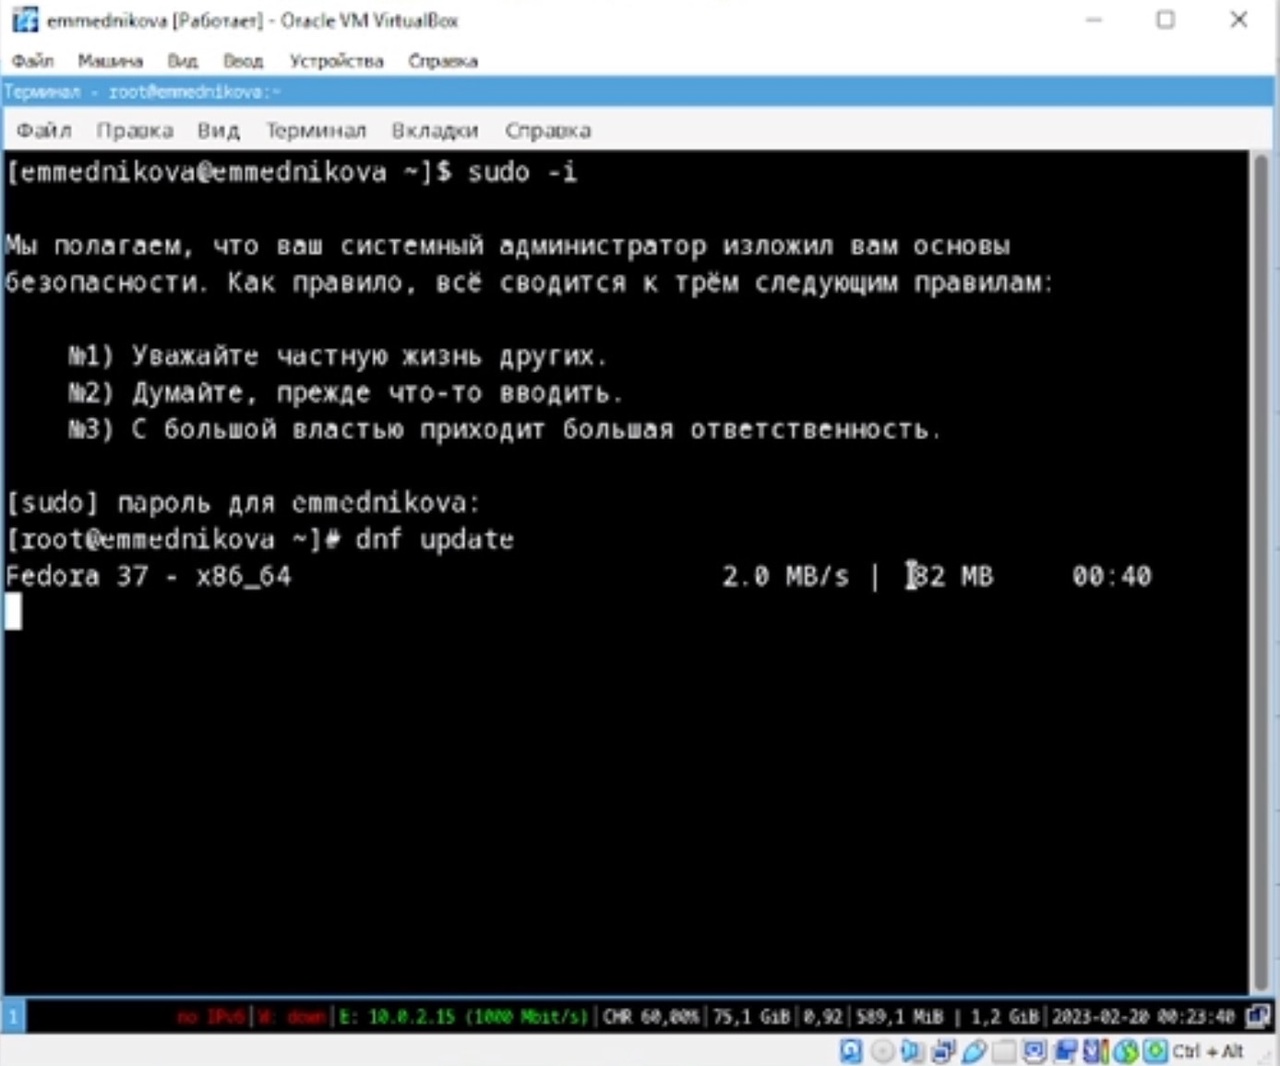 emmednikova [Работает] - Oracle VM VirtualBox
Файл Машина Вид Ввод Устройства Справка
Терминал - root@emmednikova:~
Файл Правка Вид Терминал Вкладки Справка
[emmednikova@emmednikova ~]$ sudo -i
Мы полагаем, что ваш системный администратор изложил вам основы
безопасности. Как правило, всё сводится к трём следующим правилам:
№1) Уважайте частную жизнь других.
№2) Думайте, прежде что-то вводить.
№3) С большой властью приходит большая ответственность.
[sudo] пароль для emmednikova:
[root@emmednikova ~]# dnf update
Fedora 37 - x86_64 2.0 MB/s | 82 MB 00:40
1 no IPv6 | W: down | E: 10.0.2.15 (1000 Mbit/s) | CHR 60,00% | 75,1 GiB | 0,92 | 589,1 MiB | 1,2 GiB | 2023-02-20 00:23:40
Ctrl + Alt